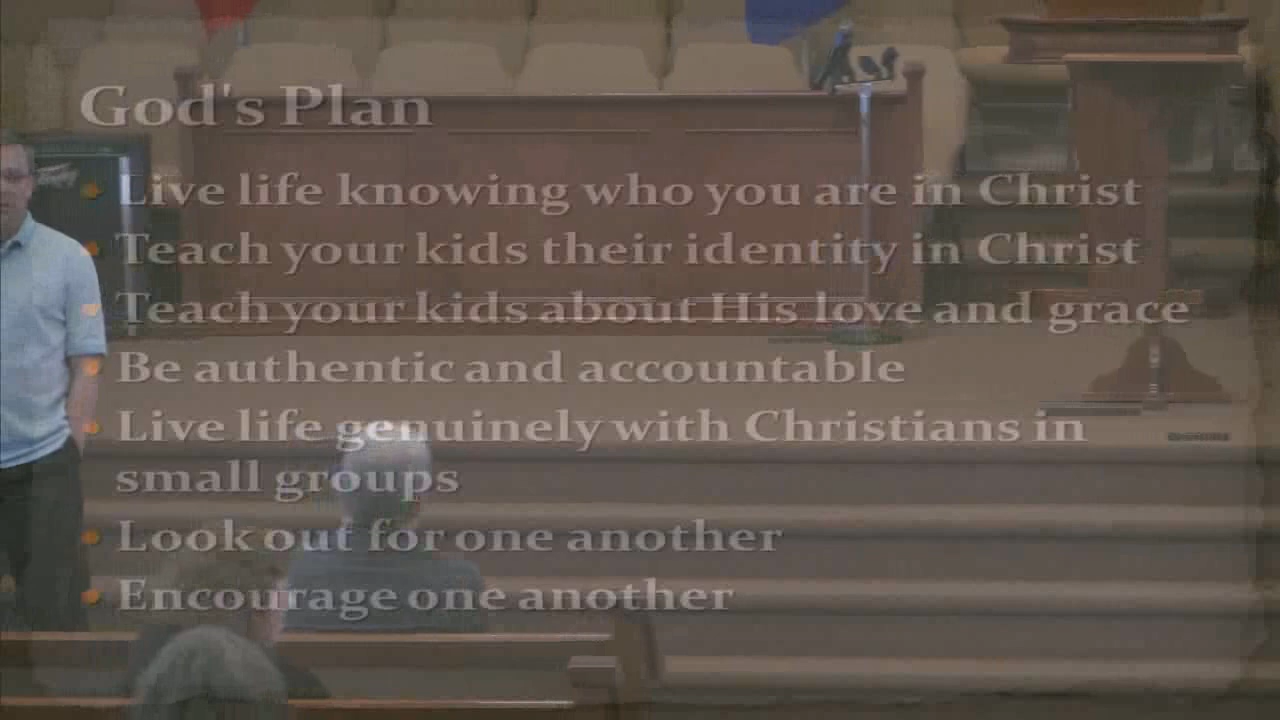 God's Plan
Live life knowing who you are in Christ
Teach your kids their identity in Christ
Teach your kids about His love and grace
Be authentic and accountable
Live life genuinely with Christians in
small groups
Look out for one another
Encourage one another